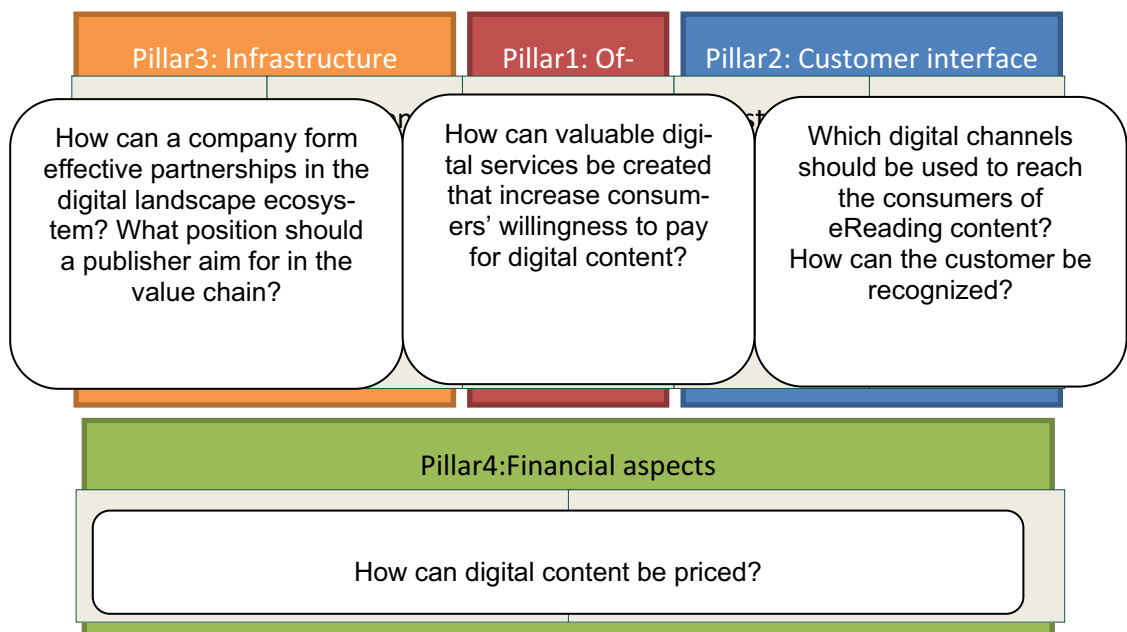 Pillar3: Infrastructure
Pillar1: Of-
Pillar2: Customer interface
How can a company form
effective partnerships in the
digital landscape ecosys-
tem? What position should
a publisher aim for in the
value chain?
How can valuable digi-
tal services be created
that increase consum-
ers’ willingness to pay
for digital content?
Which digital channels
should be used to reach
the consumers of
eReading content?
How can the customer be
recognized?
Pillar4:Financial aspects
How can digital content be priced?